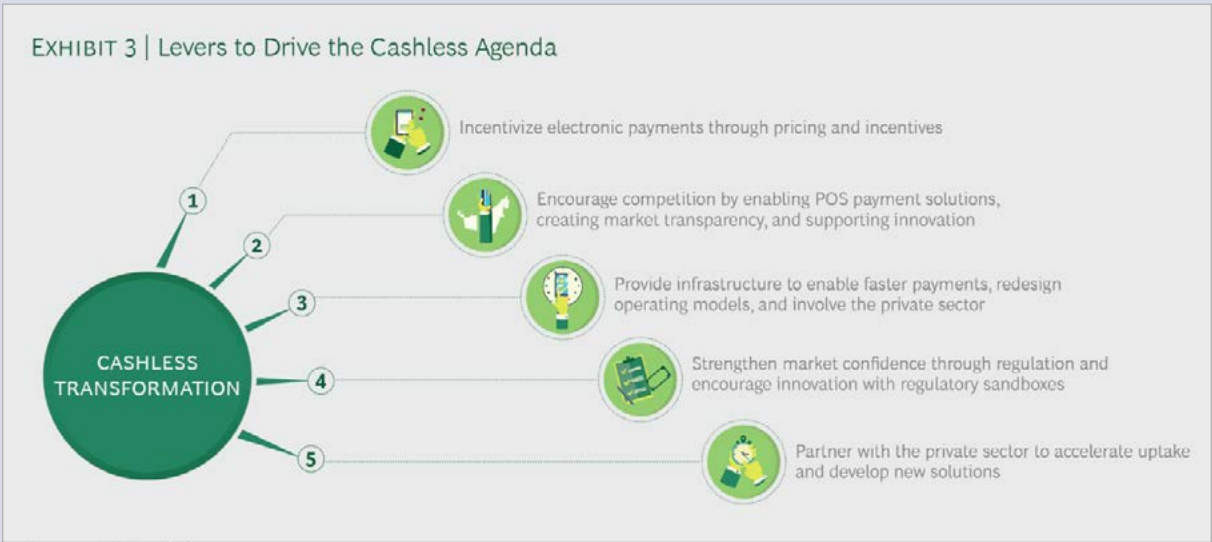 EXHIBIT 3 | Levers to Drive the Cashless Agenda
1
Incentivize electronic payments through pricing and incentives
2
Encourage competition by enabling POS payment solutions,
creating market transparency, and supporting innovation
3
Provide infrastructure to enable faster payments, redesign
operating models, and involve the private sector
CASHLESS
TRANSFORMATION
4
Strengthen market confidence through regulation and
encourage innovation with regulatory sandboxes
5
Partner with the private sector to accelerate uptake
and develop new solutions